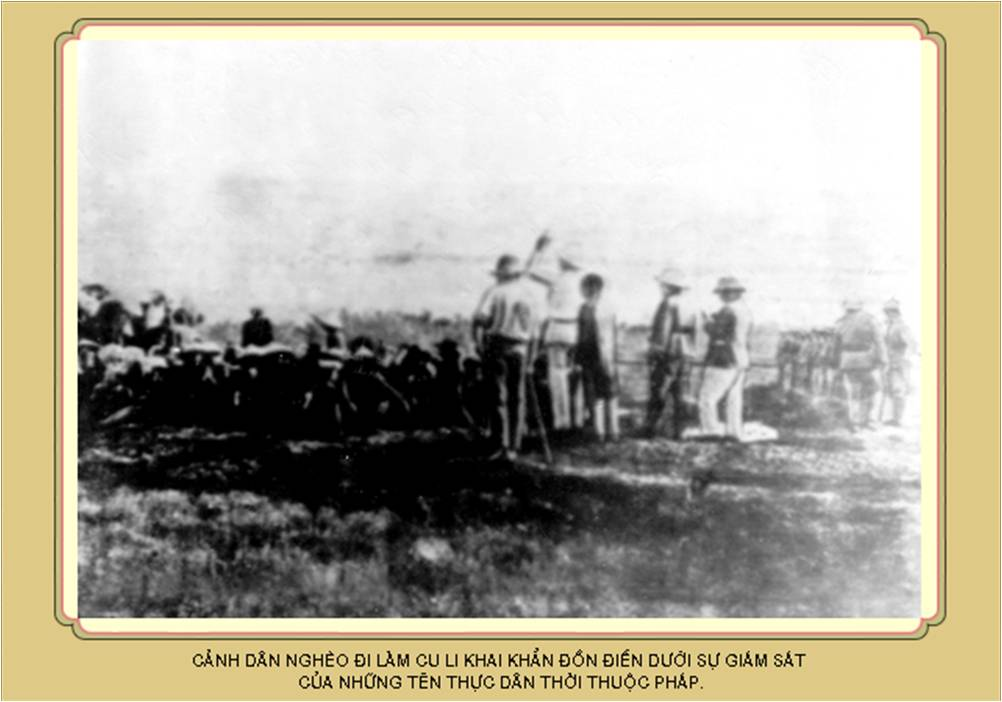 CẢNH DÂN NGHÈO ĐI LÀM CU LI KHAI KHẨN ĐỒN ĐIỀN DƯỚI SỰ GIÁM SÁT
CỦA NHỮNG TÊN THỰC DÂN THỜI THUỘC PHÁP.